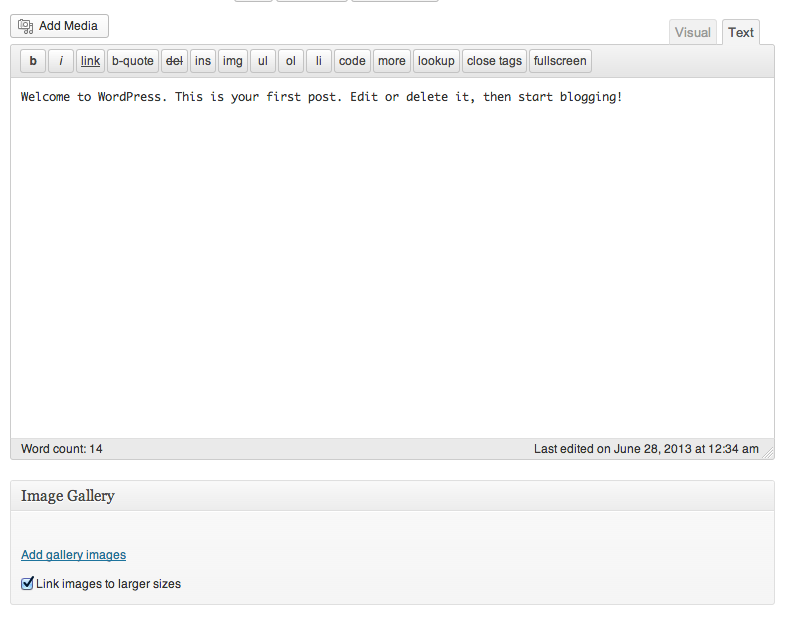 Add Media
Visual Text
b i link b-quote del ins img ul ol li code more lookup close tags fullscreen
Welcome to WordPress. This is your first post. Edit or delete it, then start blogging!
Word count: 14 Last edited on June 28, 2013 at 12:34 am
Image Gallery
Add gallery images
Link images to larger sizes